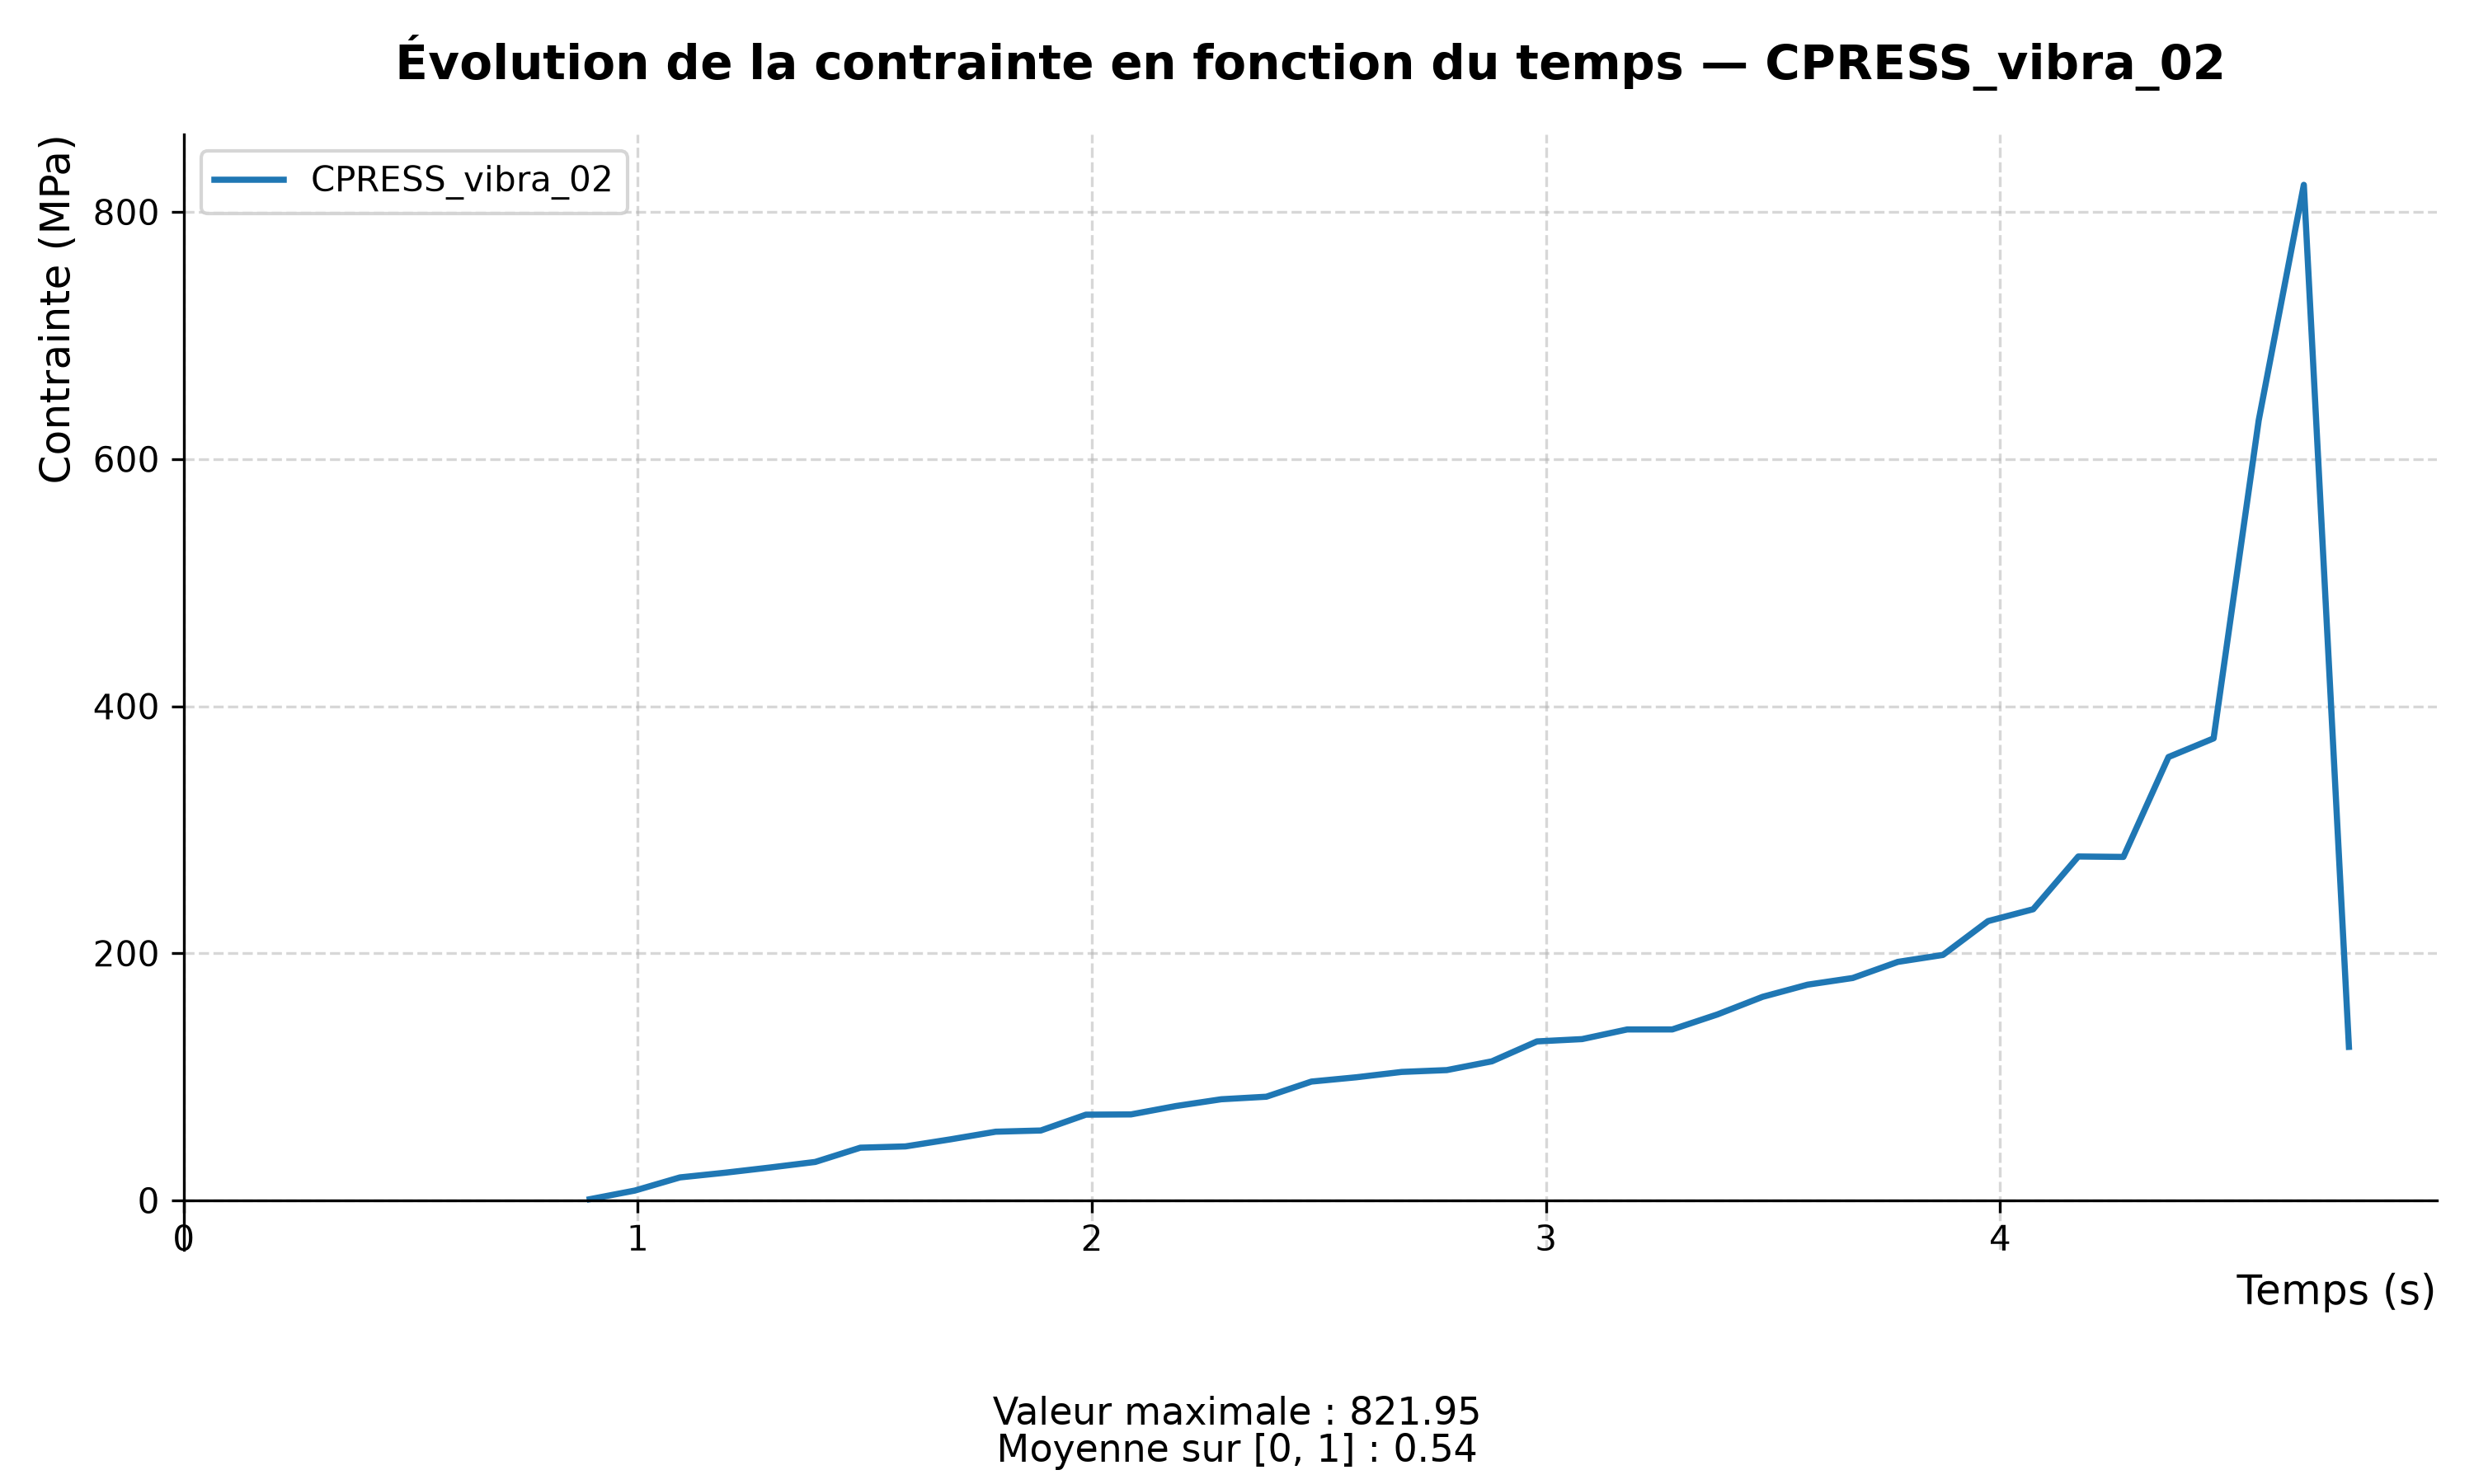 Évolution de la contrainte en fonction du temps — CPRESS_vibra_02
Contrainte (MPa)
CPRESS_vibra_02
800
600
400
200
0
0 1 2 3 4
Temps (s)
Valeur maximale : 821.95
Moyenne sur [0, 1] : 0.54